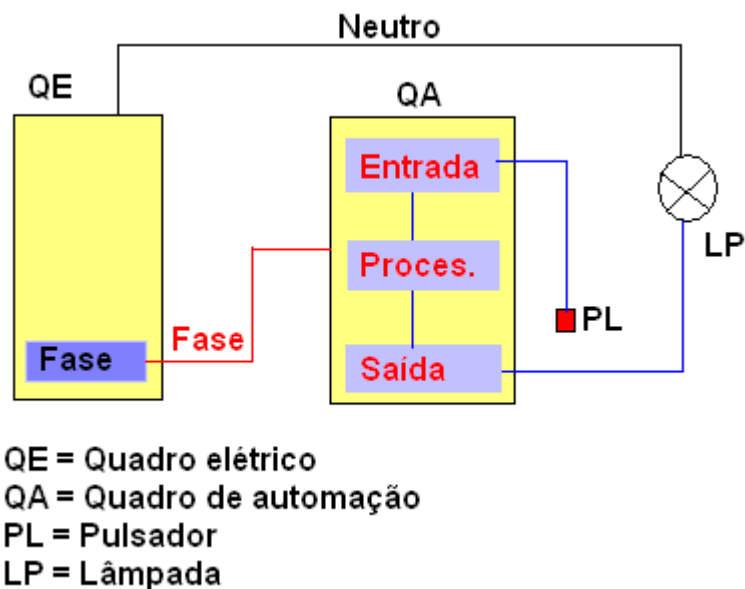 Neutro
QE
QA
Entrada
LP
Proces.
PL
Fase
Fase
Saída
QE = Quadro elétrico
QA = Quadro de automação
PL = Pulsador
LP = Lâmpada